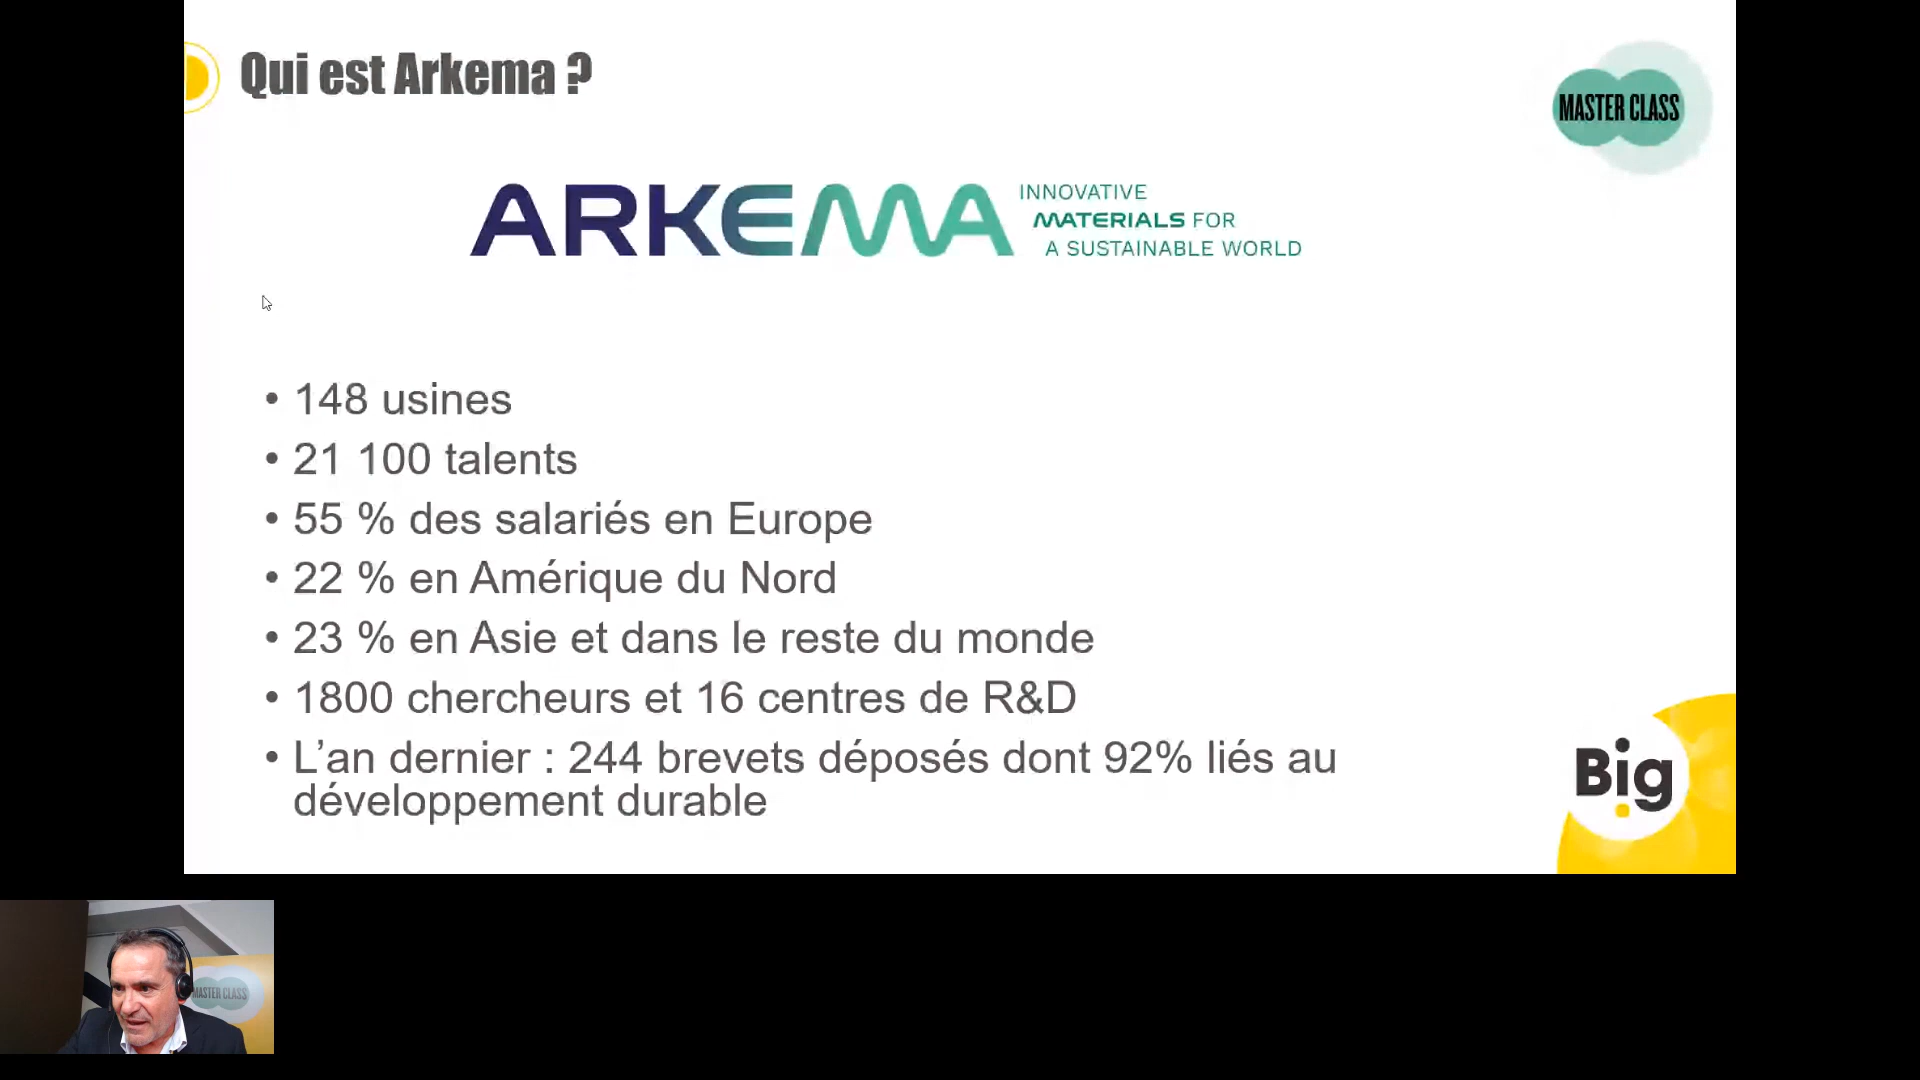 Qui est Arkema ?
MASTER CLASS
ARKEMA
INNOVATIVE
MATERIALS FOR
A SUSTAINABLE WORLD
• 148 usines
• 21 100 talents
• 55 % des salariés en Europe
• 22 % en Amérique du Nord
• 23 % en Asie et dans le reste du monde
• 1800 chercheurs et 16 centres de R&D
• L’an dernier : 244 brevets déposés dont 92% liés au
développement durable
Big
MASTER CLASS